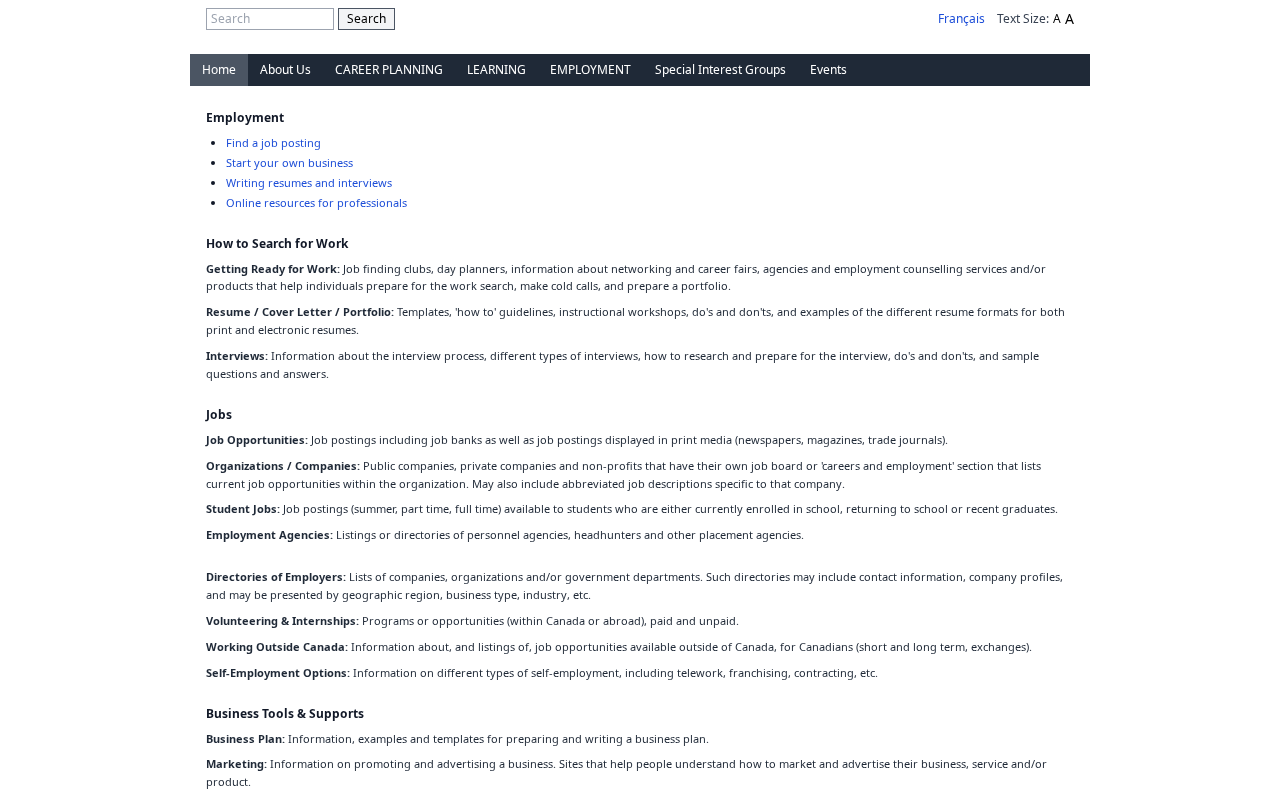 Search Search Français Text Size: A A
Home About Us CAREER PLANNING LEARNING EMPLOYMENT Special Interest Groups Events
Employment
Find a job posting
Start your own business
Writing resumes and interviews
Online resources for professionals
How to Search for Work
Getting Ready for Work: Job finding clubs, day planners, information about networking and career fairs, agencies and employment counselling services and/or
products that help individuals prepare for the work search, make cold calls, and prepare a portfolio.
Resume / Cover Letter / Portfolio: Templates, 'how to' guidelines, instructional workshops, do's and don'ts, and examples of the different resume formats for both
print and electronic resumes.
Interviews: Information about the interview process, different types of interviews, how to research and prepare for the interview, do's and don'ts, and sample
questions and answers.
Jobs
Job Opportunities: Job postings including job banks as well as job postings displayed in print media (newspapers, magazines, trade journals).
Organizations / Companies: Public companies, private companies and non-profits that have their own job board or 'careers and employment' section that lists
current job opportunities within the organization. May also include abbreviated job descriptions specific to that company.
Student Jobs: Job postings (summer, part time, full time) available to students who are either currently enrolled in school, returning to school or recent graduates.
Employment Agencies: Listings or directories of personnel agencies, headhunters and other placement agencies.
Directories of Employers: Lists of companies, organizations and/or government departments. Such directories may include contact information, company profiles,
and may be presented by geographic region, business type, industry, etc.
Volunteering & Internships: Programs or opportunities (within Canada or abroad), paid and unpaid.
Working Outside Canada: Information about, and listings of, job opportunities available outside of Canada, for Canadians (short and long term, exchanges).
Self-Employment Options: Information on different types of self-employment, including telework, franchising, contracting, etc.
Business Tools & Supports
Business Plan: Information, examples and templates for preparing and writing a business plan.
Marketing: Information on promoting and advertising a business. Sites that help people understand how to market and advertise their business, service and/or
product.